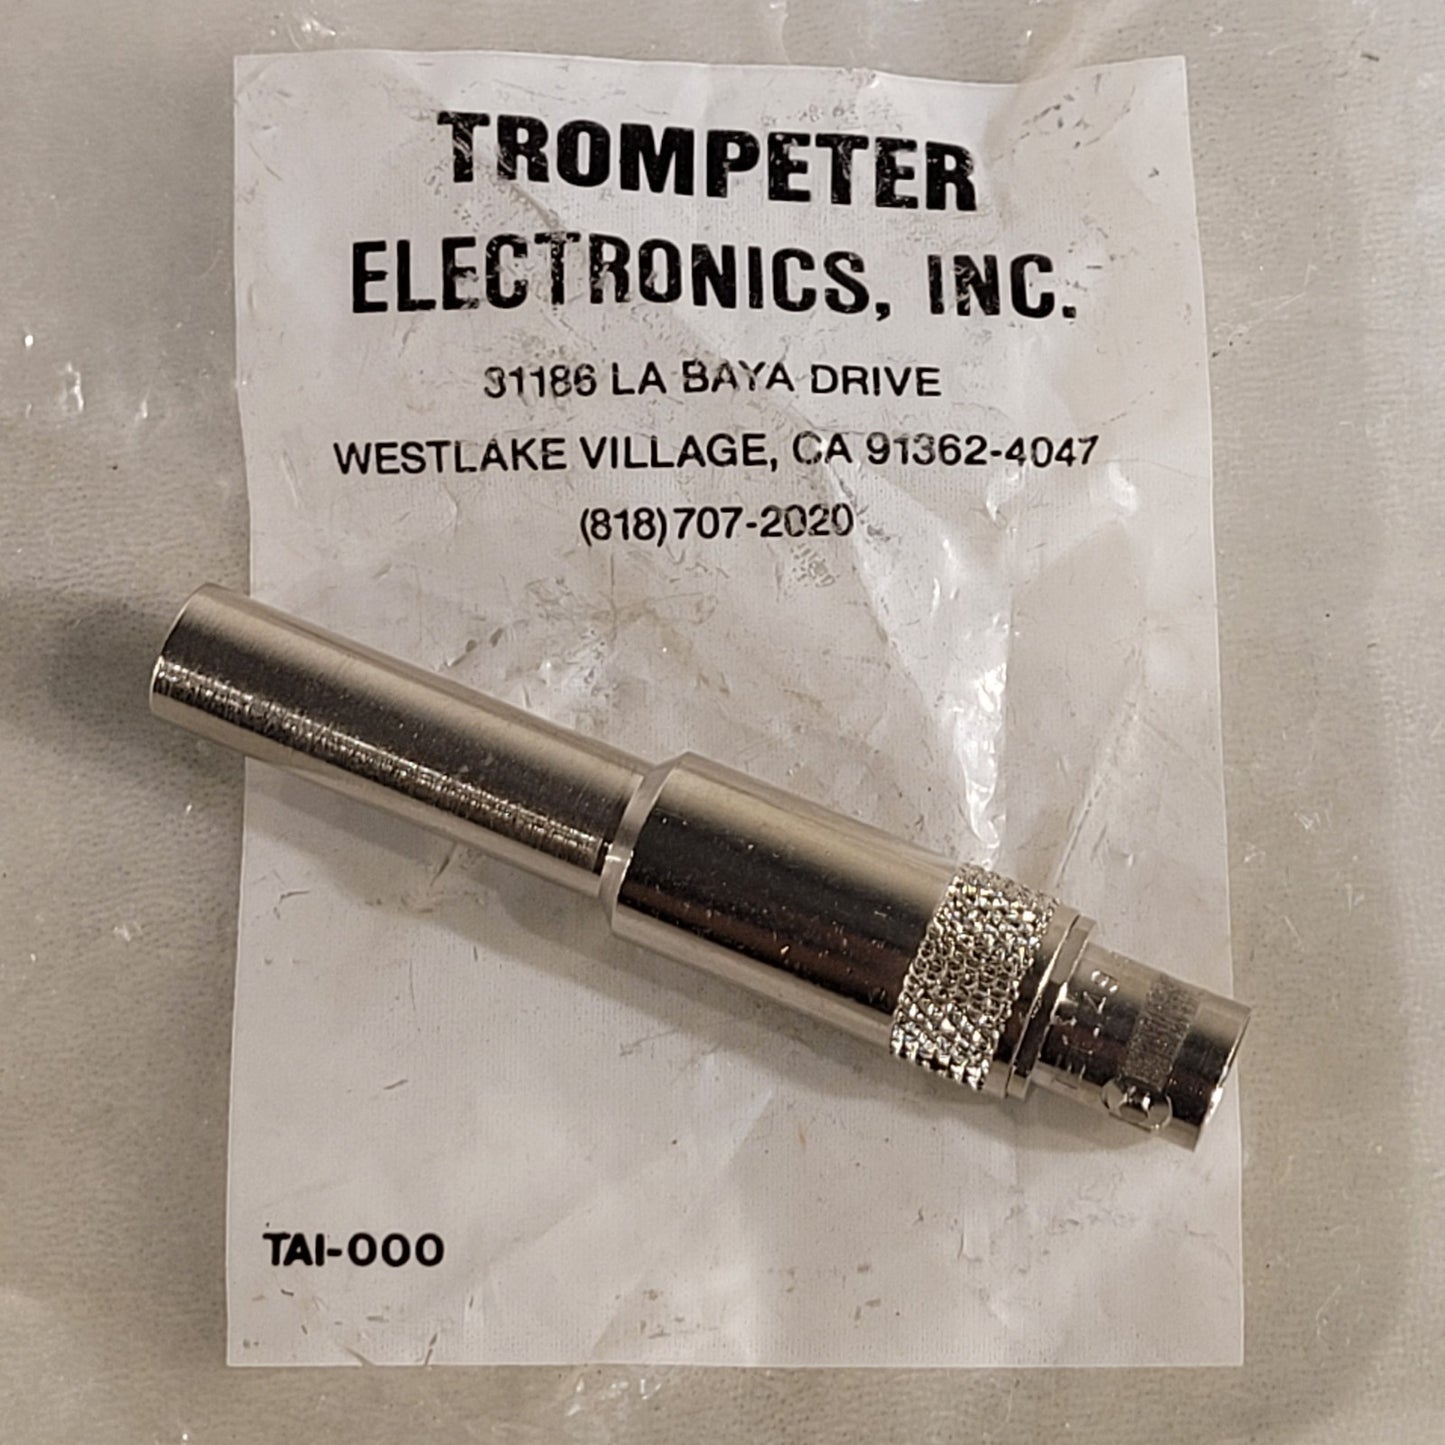 TROMPETER
ELECTRONICS, INC.
31186 LA BAYA DRIVE
WESTLAKE VILLAGE, CA 91362-4047
(818)707-2020
TAI-000